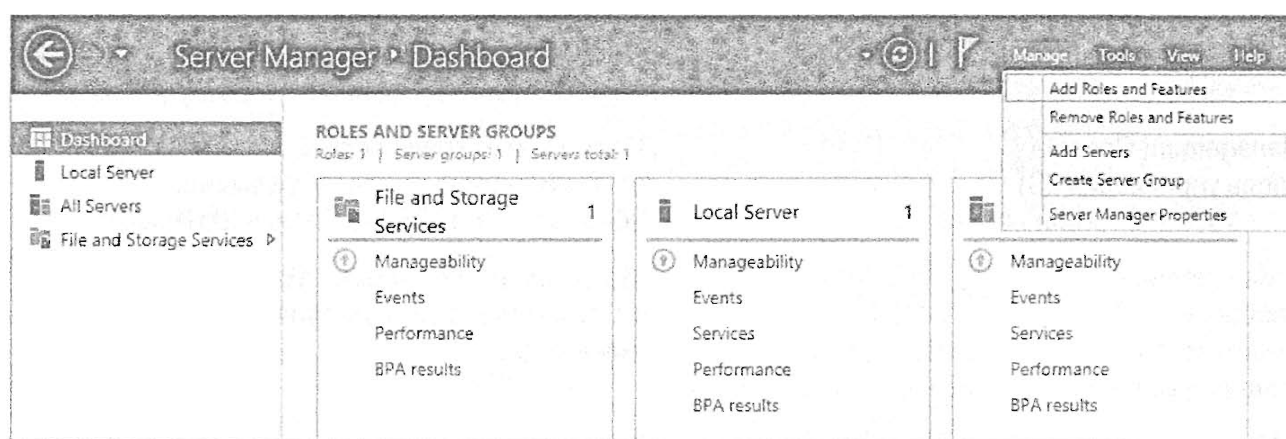 Server Manager • Dashboard
Manage Tools View Help
Add Roles and Features
Remove Roles and Features
Add Servers
Create Server Group
Server Manager Properties
Dashboard
Local Server
All Servers
File and Storage Services
ROLES AND SERVER GROUPS
Roles: 1 | Server groups: 1 | Servers total: 1
File and Storage
Services 1
Manageability
Events
Performance
BPA results
Local Server 1
Manageability
Events
Services
Performance
BPA results
Manageability
Events
Services
Performance
BPA results